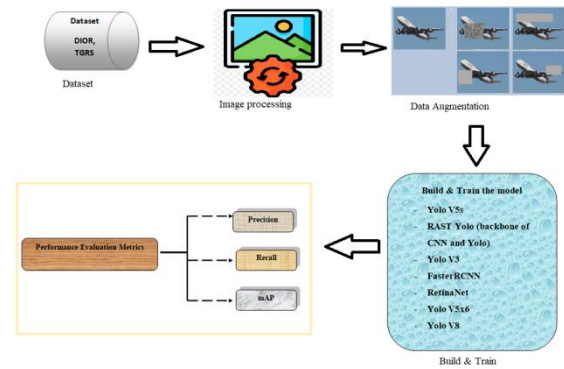 Dataset
DIOR,
TGRS
Dataset
Image processing
Data Augmentation
Build & Train the model
- Yolo V5s
- RAST Yolo (backbone of
CNN and Yolo)
- Yolo V3
- FasterRCNN
- RetinaNet
- Yolo V5x6
- Yolo V8
Build & Train
Performance Evaluation Metrics
Precision
Recall
mAP